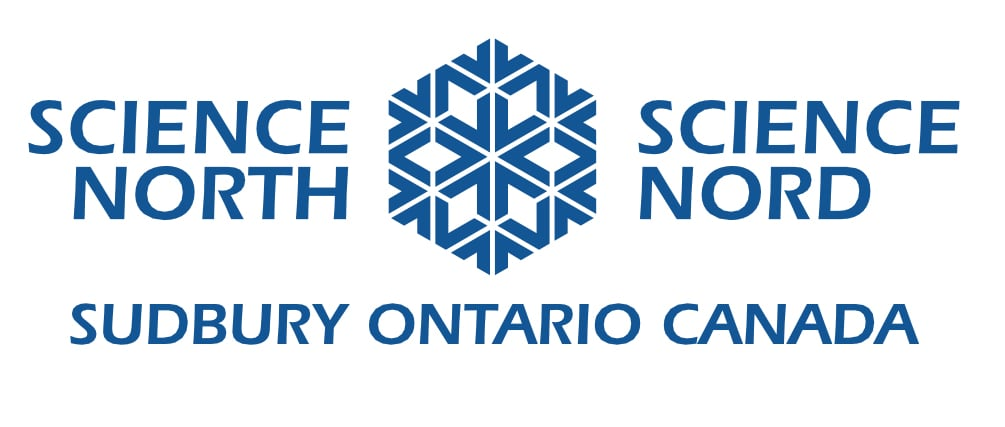 SCIENCE
NORTH
SCIENCE
NORD
SUDBURY ONTARIO CANADA